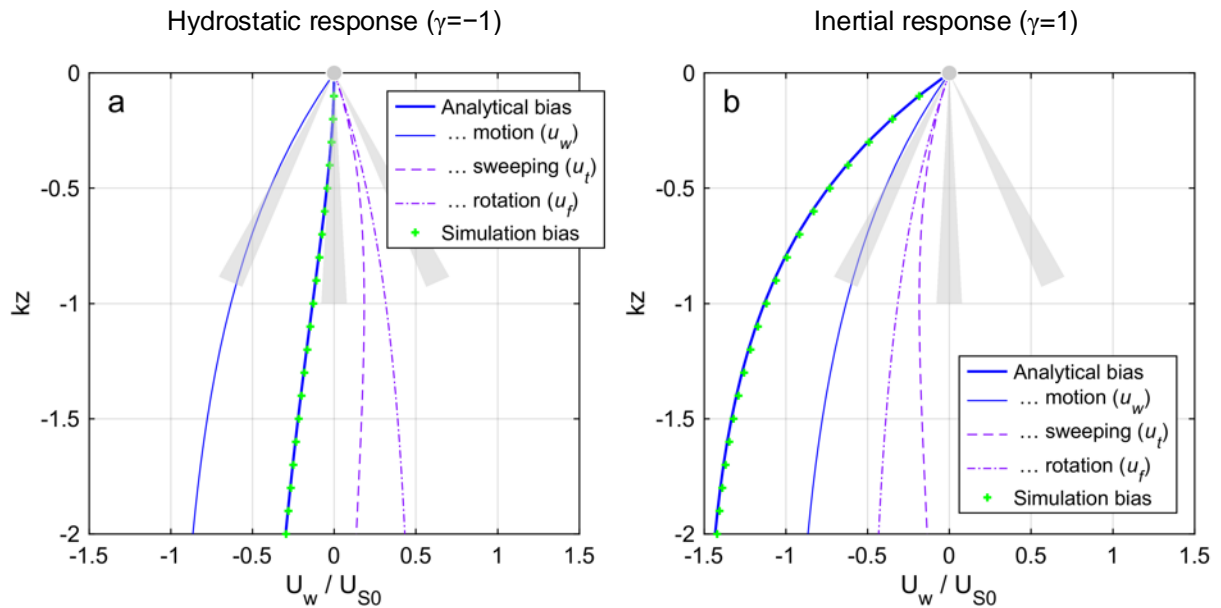 Hydrostatic response (γ=−1)
a
0
-0.5
-1
-1.5
-2
kz
-1.5 -1 -0.5 0 0.5 1 1.5
U_w / U_S0
Analytical bias
... motion (u_w)
... sweeping (u_t)
... rotation (u_f)
Simulation bias
Inertial response (γ=1)
b
0
-0.5
-1
-1.5
-2
kz
-1.5 -1 -0.5 0 0.5 1 1.5
U_w / U_S0
Analytical bias
... motion (u_w)
... sweeping (u_t)
... rotation (u_f)
Simulation bias